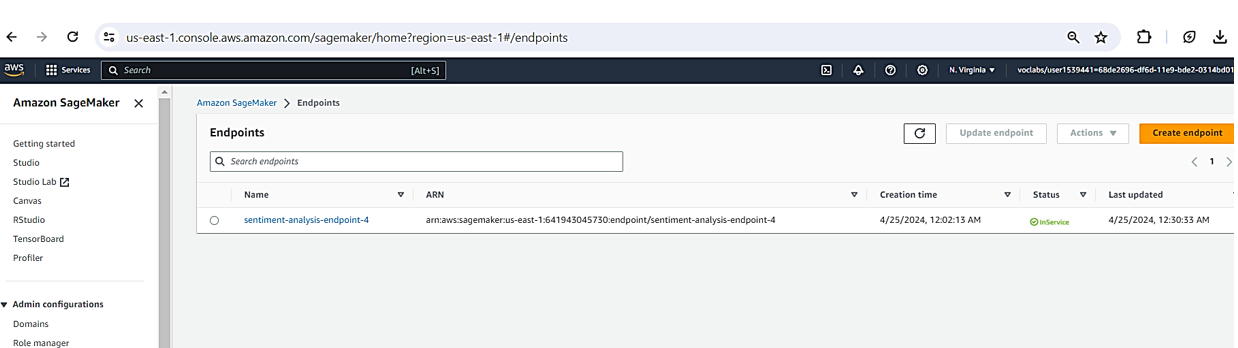 us-east-1.console.aws.amazon.com/sagemaker/home?region=us-east-1#/endpoints
aws Services Search [Alt+S] N. Virginia voclabs/user1539441=68de2696-df6d-11e9-bde2-0314bd01
Amazon SageMaker
Getting started
Studio
Studio Lab
Canvas
RStudio
TensorBoard
Profiler
Admin configurations
Domains
Role manager
Amazon SageMaker Endpoints
Endpoints Update endpoint Actions Create endpoint
Search endpoints 1
Name ARN Creation time Status Last updated
sentiment-analysis-endpoint-4 arn:aws:sagemaker:us-east-1:641943045730:endpoint/sentiment-analysis-endpoint-4 4/25/2024, 12:02:13 AM InService 4/25/2024, 12:30:33 AM